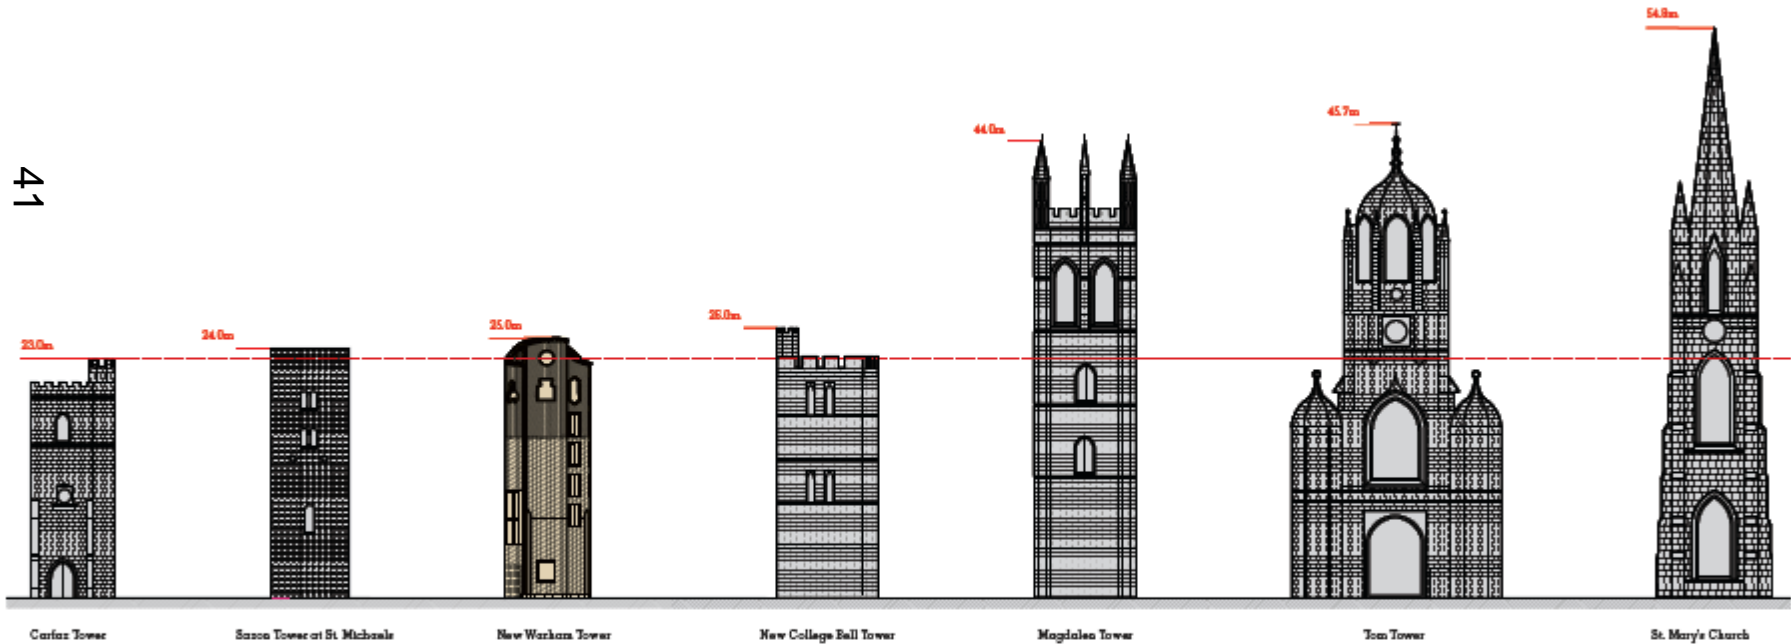 54.8m
45.7m
44.0m
26.0m
25.0m
24.0m
23.0m
41
Carfax Tower
Saxon Tower at St. Michaels
New Warham Tower
New College Bell Tower
Magdalen Tower
Tom Tower
St. Mary's Church